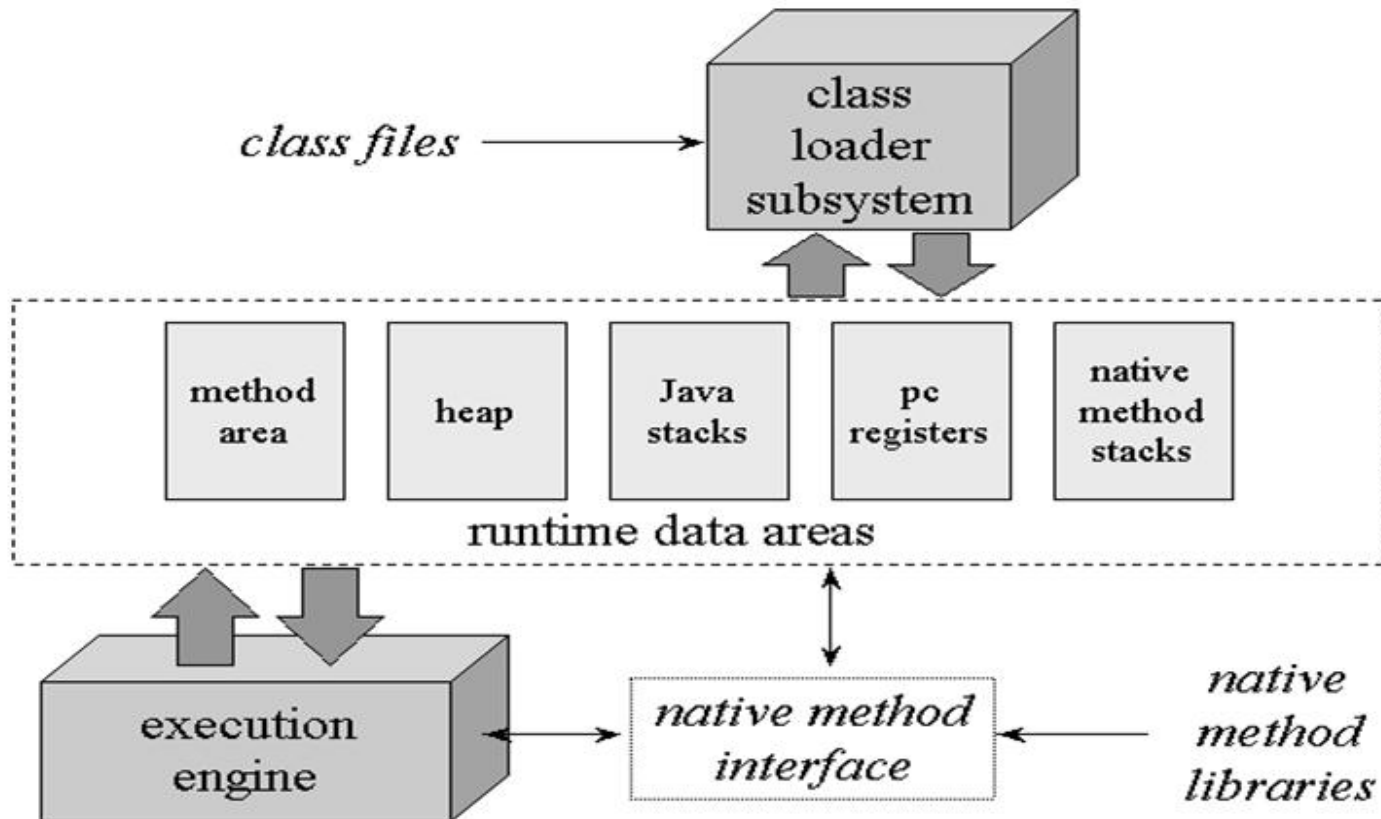 class
loader
subsystem
class files
method
area
heap
Java
stacks
pc
registers
native
method
stacks
runtime data areas
execution
engine
native method
interface
native
method
libraries